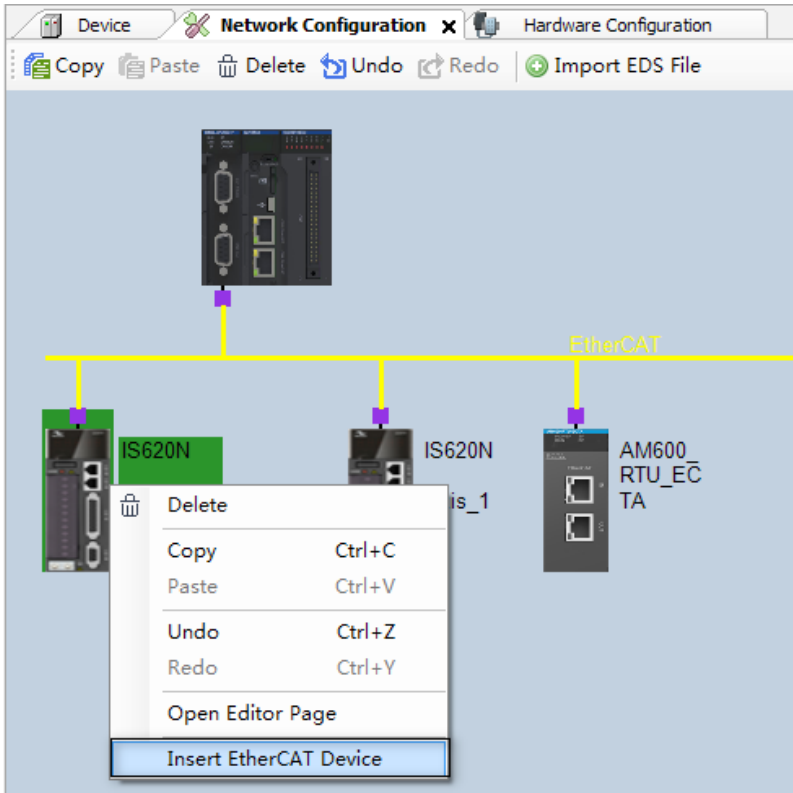 Device
Network Configuration
Hardware Configuration
Copy Paste Delete Undo Redo Import EDS File
EtherCAT
IS620N
IS620N
is_1
AM600_
RTU_EC
TA
Delete
Copy Ctrl+C
Paste Ctrl+V
Undo Ctrl+Z
Redo Ctrl+Y
Open Editor Page
Insert EtherCAT Device